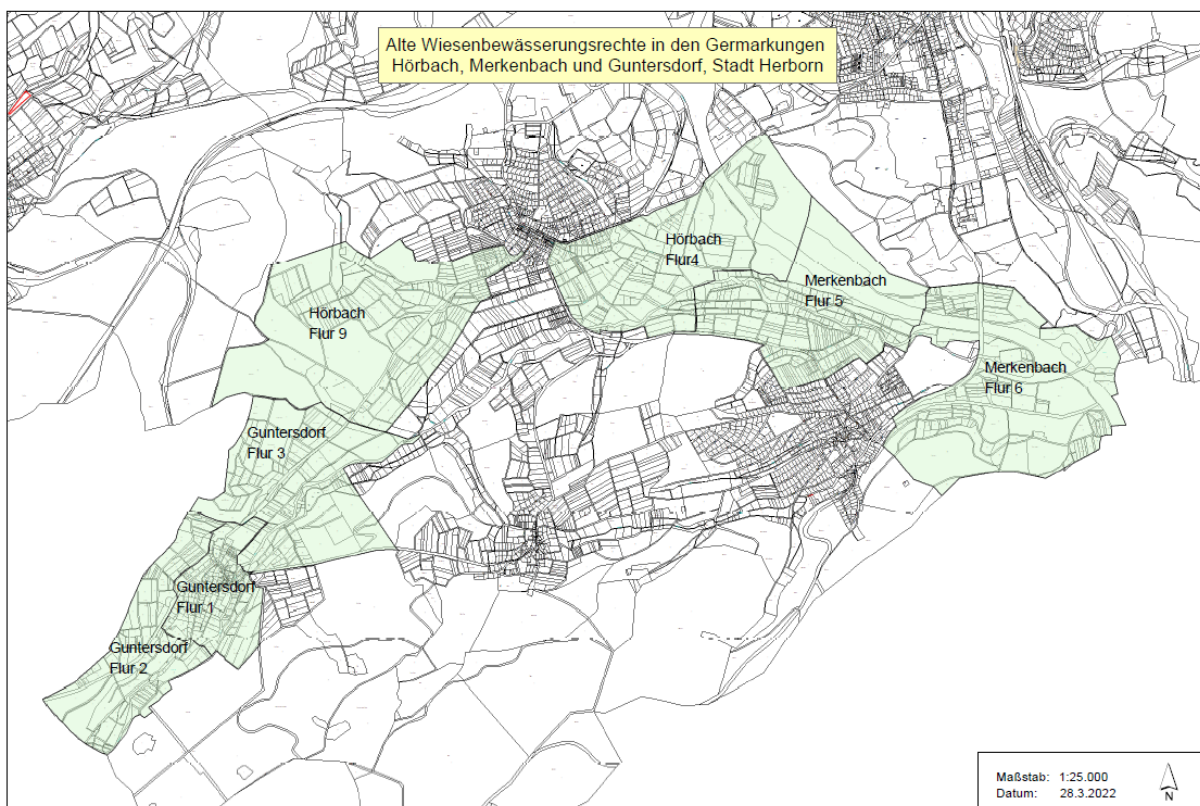 Alte Wiesenbewässerungsrechte in den Germarkungen
Hörbach, Merkenbach und Guntersdorf, Stadt Herborn
Hörbach
Flur4
Merkenbach
Flur 5
Hörbach
Flur 9
Merkenbach
Flur 6
Guntersdorf
Flur 3
Guntersdorf
Flur 1
Guntersdorf
Flur 2
Maßstab: 1:25.000
Datum: 28.3.2022
N